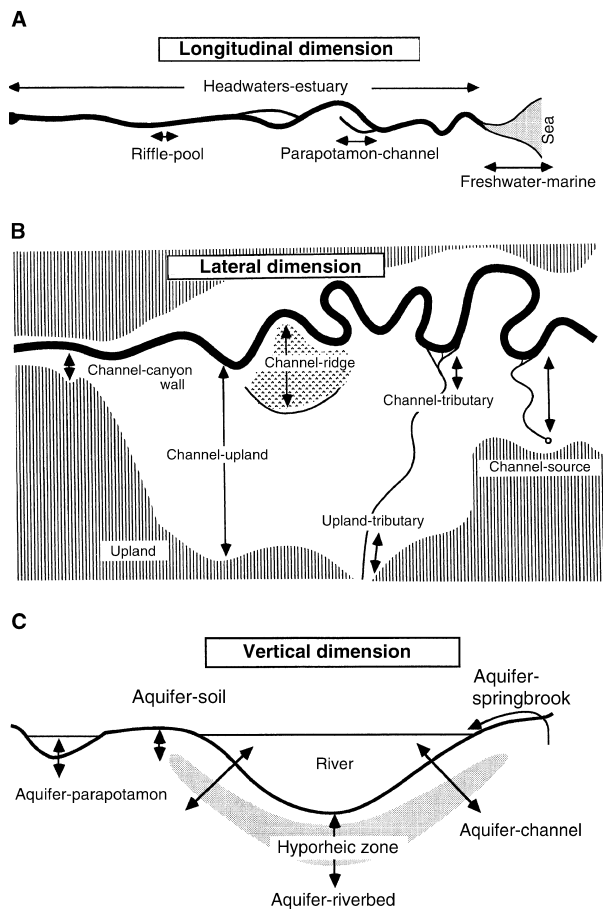 A
Longitudinal dimension
Headwaters-estuary
Riffle-pool
Parapotamon-channel
Sea
Freshwater-marine
B
Lateral dimension
Channel-canyon
wall
Channel-ridge
Channel-tributary
Channel-upland
Channel-source
Upland-tributary
Upland
C
Vertical dimension
Aquifer-
springbrook
Aquifer-soil
River
Aquifer-parapotamon
Aquifer-channel
Hyporheic zone
Aquifer-riverbed